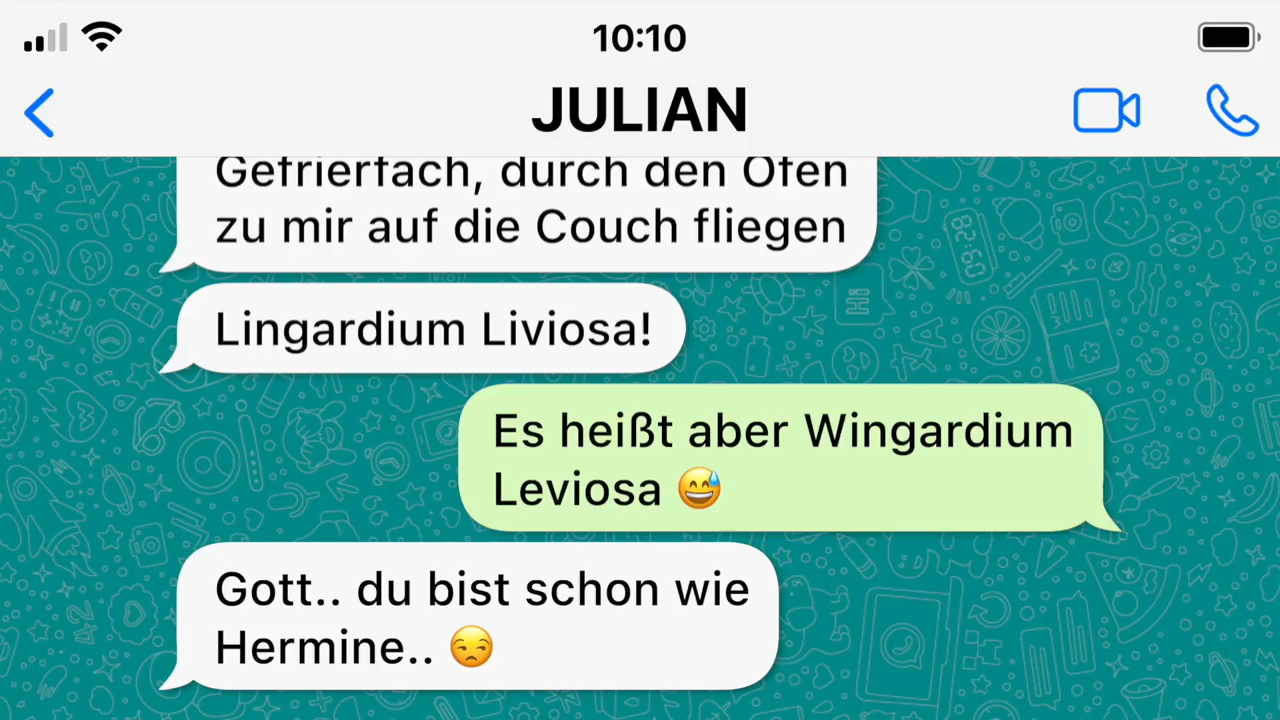 10:10
JULIAN
Gefrierfach, durch den Ofen
zu mir auf die Couch fliegen
Lingardium Liviosa!
Es heißt aber Wingardium
Leviosa 😅
Gott.. du bist schon wie
Hermine.. 😒